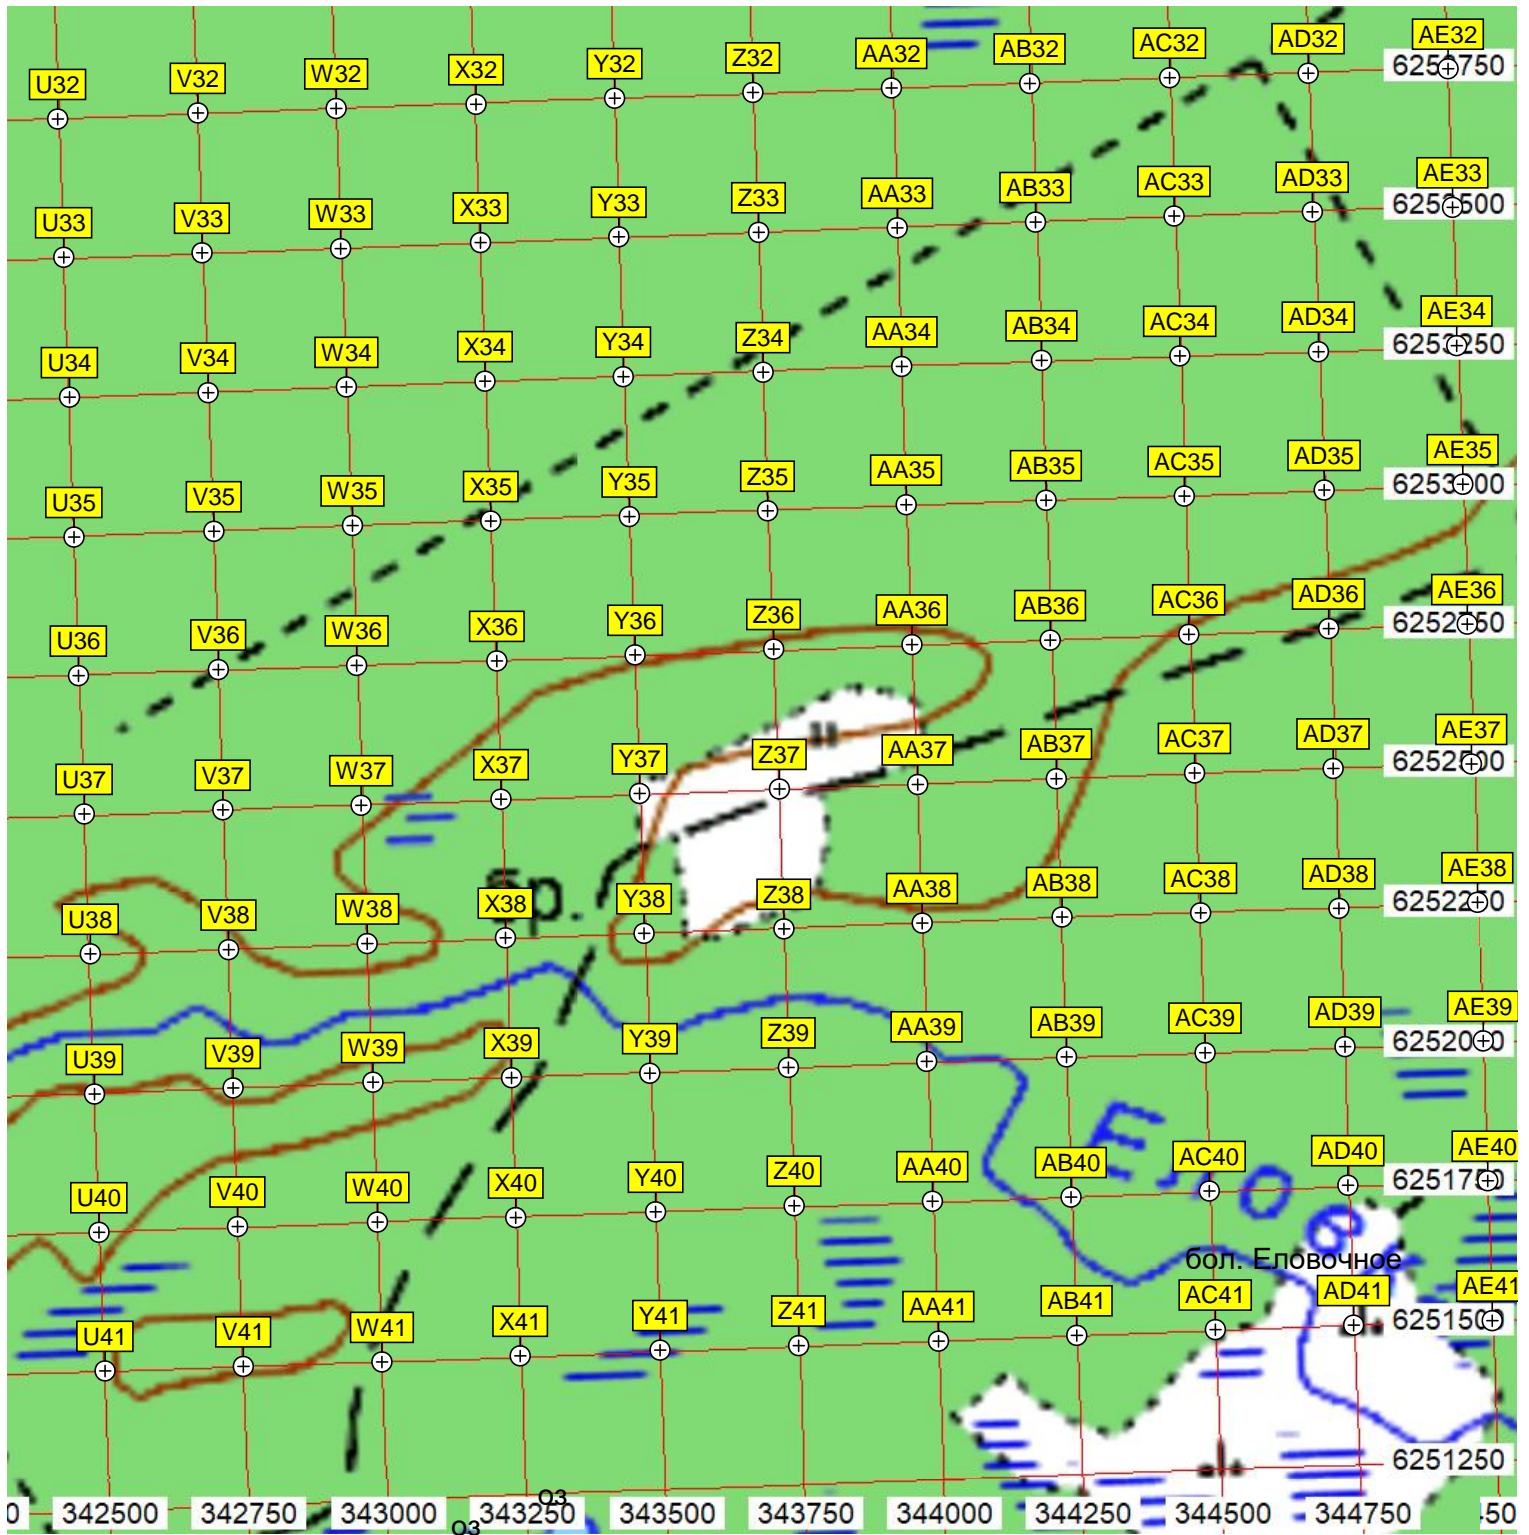 U32 V32 W32 X32 Y32 Z32 AA32 AB32 AC32 AD32 AE32
U33 V33 W33 X33 Y33 Z33 AA33 AB33 AC33 AD33 AE33
6253500
U34 V34 W34 X34 Y34 Z34 AA34 AB34 AC34 AD34 AE34
6253250
U35 V35 W35 X35 Y35 Z35 AA35 AB35 AC35 AD35 AE35
6253000
U36 V36 W36 X36 Y36 Z36 AA36 AB36 AC36 AD36 AE36
6252750
U37 V37 W37 X37 Y37 Z37 AA37 AB37 AC37 AD37 AE37
6252500
бр.
U38 V38 W38 X38 Y38 Z38 AA38 AB38 AC38 AD38 AE38
6252250
U39 V39 W39 X39 Y39 Z39 AA39 AB39 AC39 AD39 AE39
6252000
U40 V40 W40 X40 Y40 Z40 AA40 AB40 AC40 AD40 AE40
6251750
Елов
бол. Еловочное
U41 V41 W41 X41 Y41 Z41 AA41 AB41 AC41 AD41 AE41
6251500
6251250
оз
342500 342750 343000 343250 343500 343750 344000 344250 344500 344750
оз